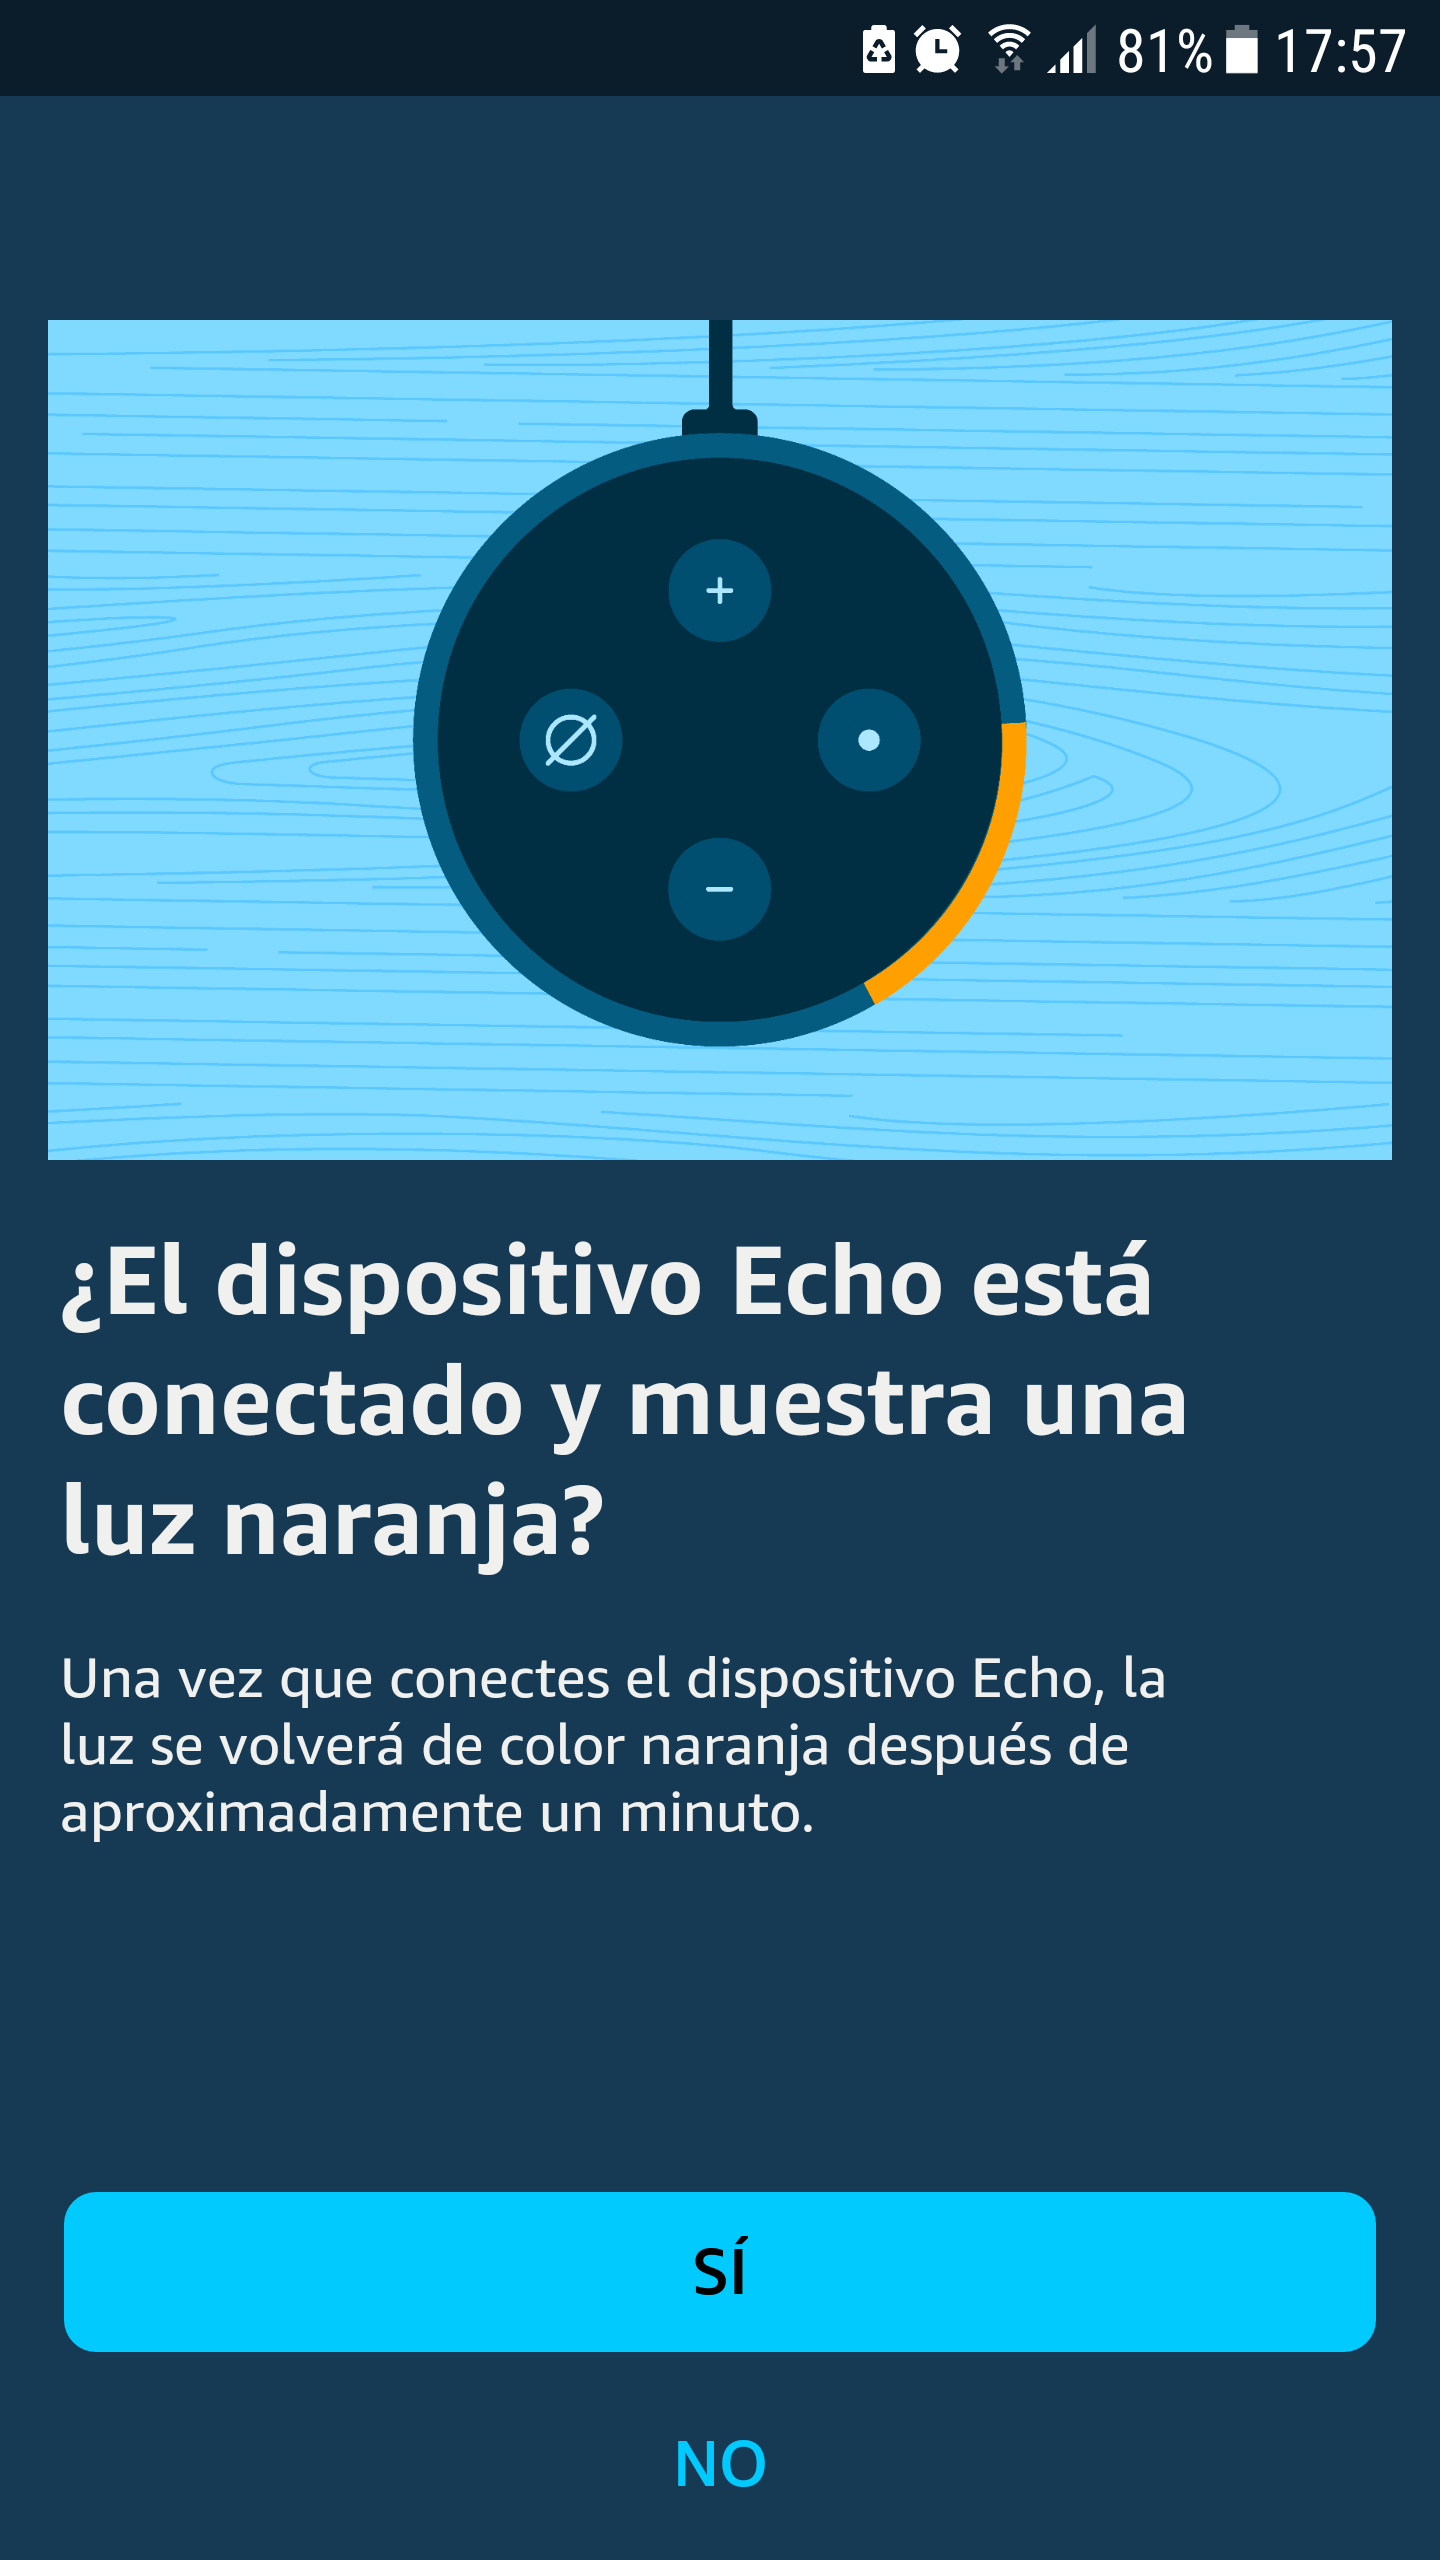 81% 17:57
¿El dispositivo Echo está
conectado y muestra una
luz naranja?
Una vez que conectes el dispositivo Echo, la
luz se volverá de color naranja después de
aproximadamente un minuto.
SÍ
NO